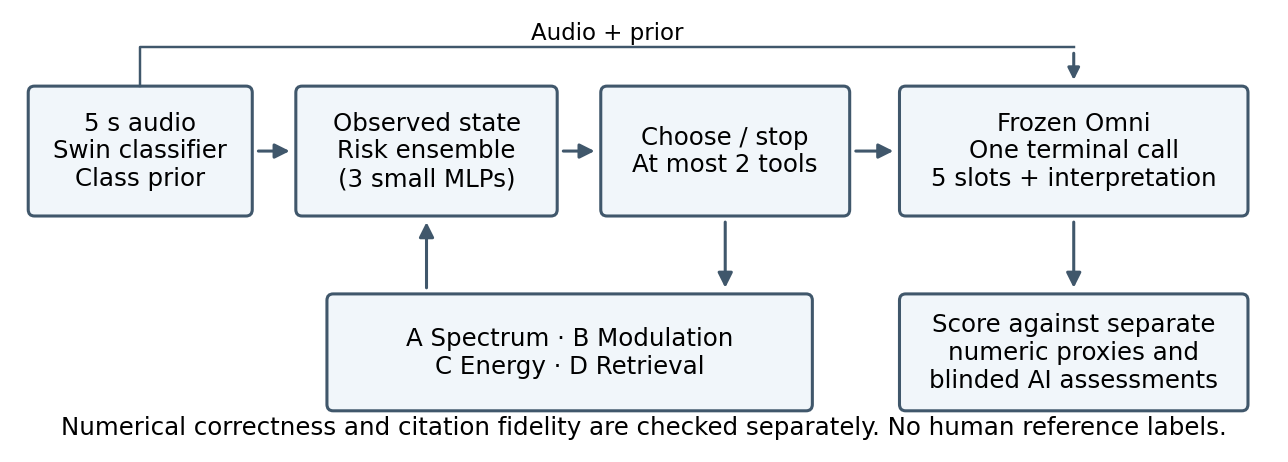 Audio + prior
5 s audio
Swin classifier
Class prior
Observed state
Risk ensemble
(3 small MLPs)
Choose / stop
At most 2 tools
Frozen Omni
One terminal call
5 slots + interpretation
A Spectrum · B Modulation
C Energy · D Retrieval
Score against separate
numeric proxies and
blinded AI assessments
Numerical correctness and citation fidelity are checked separately. No human reference labels.